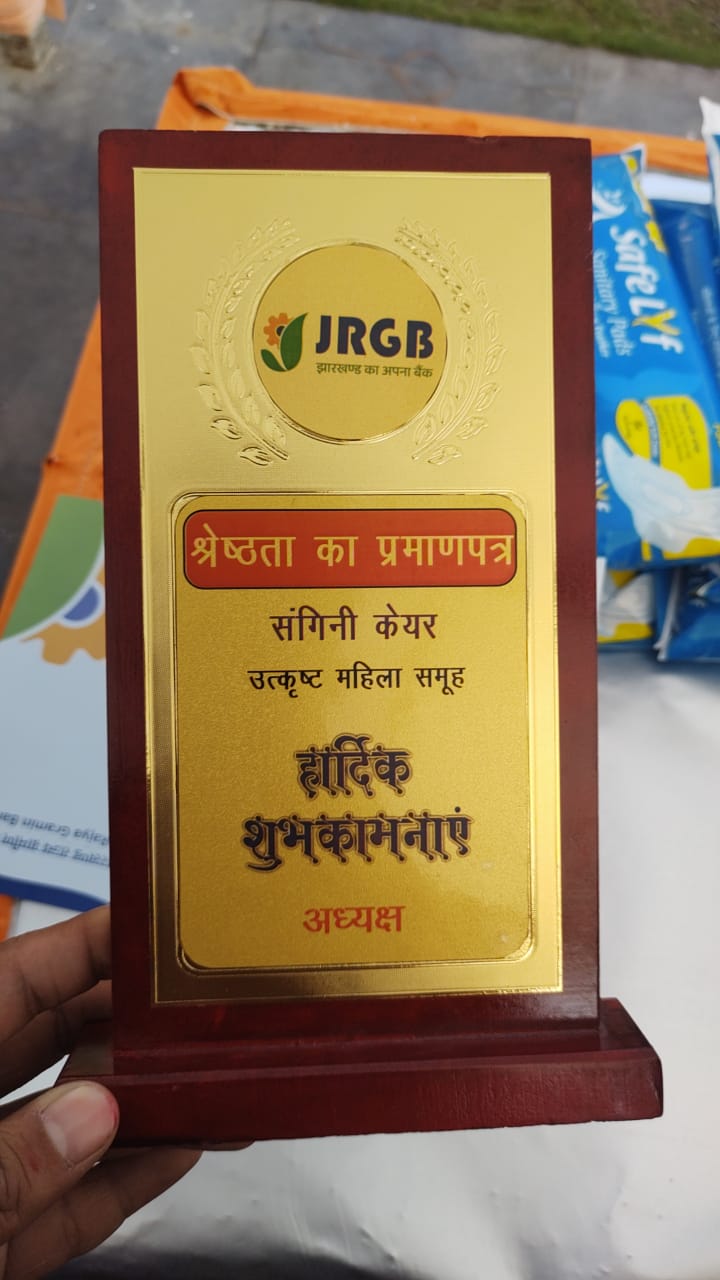 JRGB
झारखण्ड का अपना बैंक
श्रेष्ठता का प्रमाणपत्र
संगिनी केयर
उत्कृष्ट महिला समूह
हार्दिक
शुभकामनाएं
अध्यक्ष
Safe Lyf
Sanitary Pads